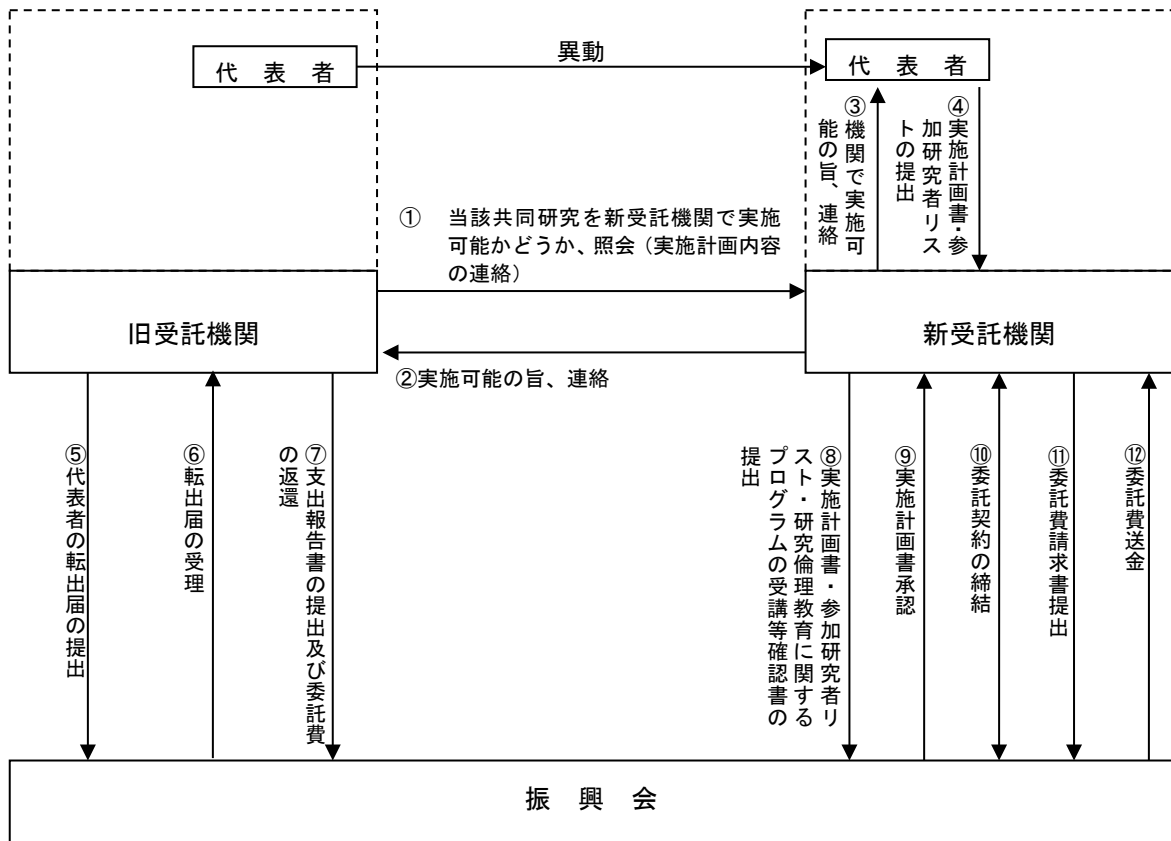 異動
代 表 者
代 表 者
③機関で実施可
能の旨、連絡
④実施計画書・参
加研究者リス
トの提出
① 当該共同研究を新受託機関で実施
可能かどうか、照会（実施計画内容
の連絡）
旧受託機関
新受託機関
②実施可能の旨、連絡
⑤代表者の転出届の提出
⑥転出届の受理
⑦支出報告書の提出及び委託費
の返還
⑧実施計画書・参加研究者リ
スト・研究倫理教育に関する
プログラムの受講等確認書の
提出
⑨実施計画書承認
⑩委託契約の締結
⑪委託費請求書提出
⑫委託費送金
振 興 会